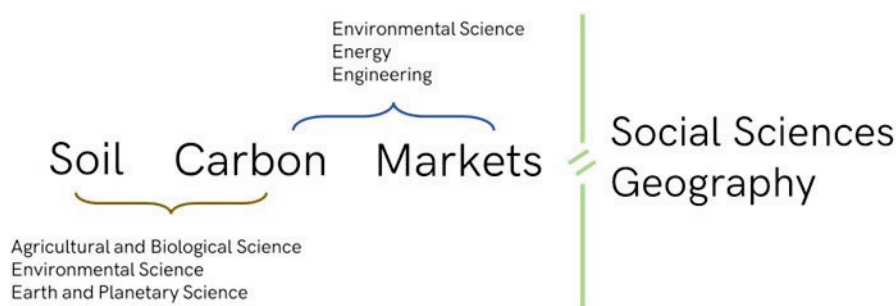 Environmental Science
Energy
Engineering
Soil Carbon Markets
Social Sciences
Geography
Agricultural and Biological Science
Environmental Science
Earth and Planetary Science